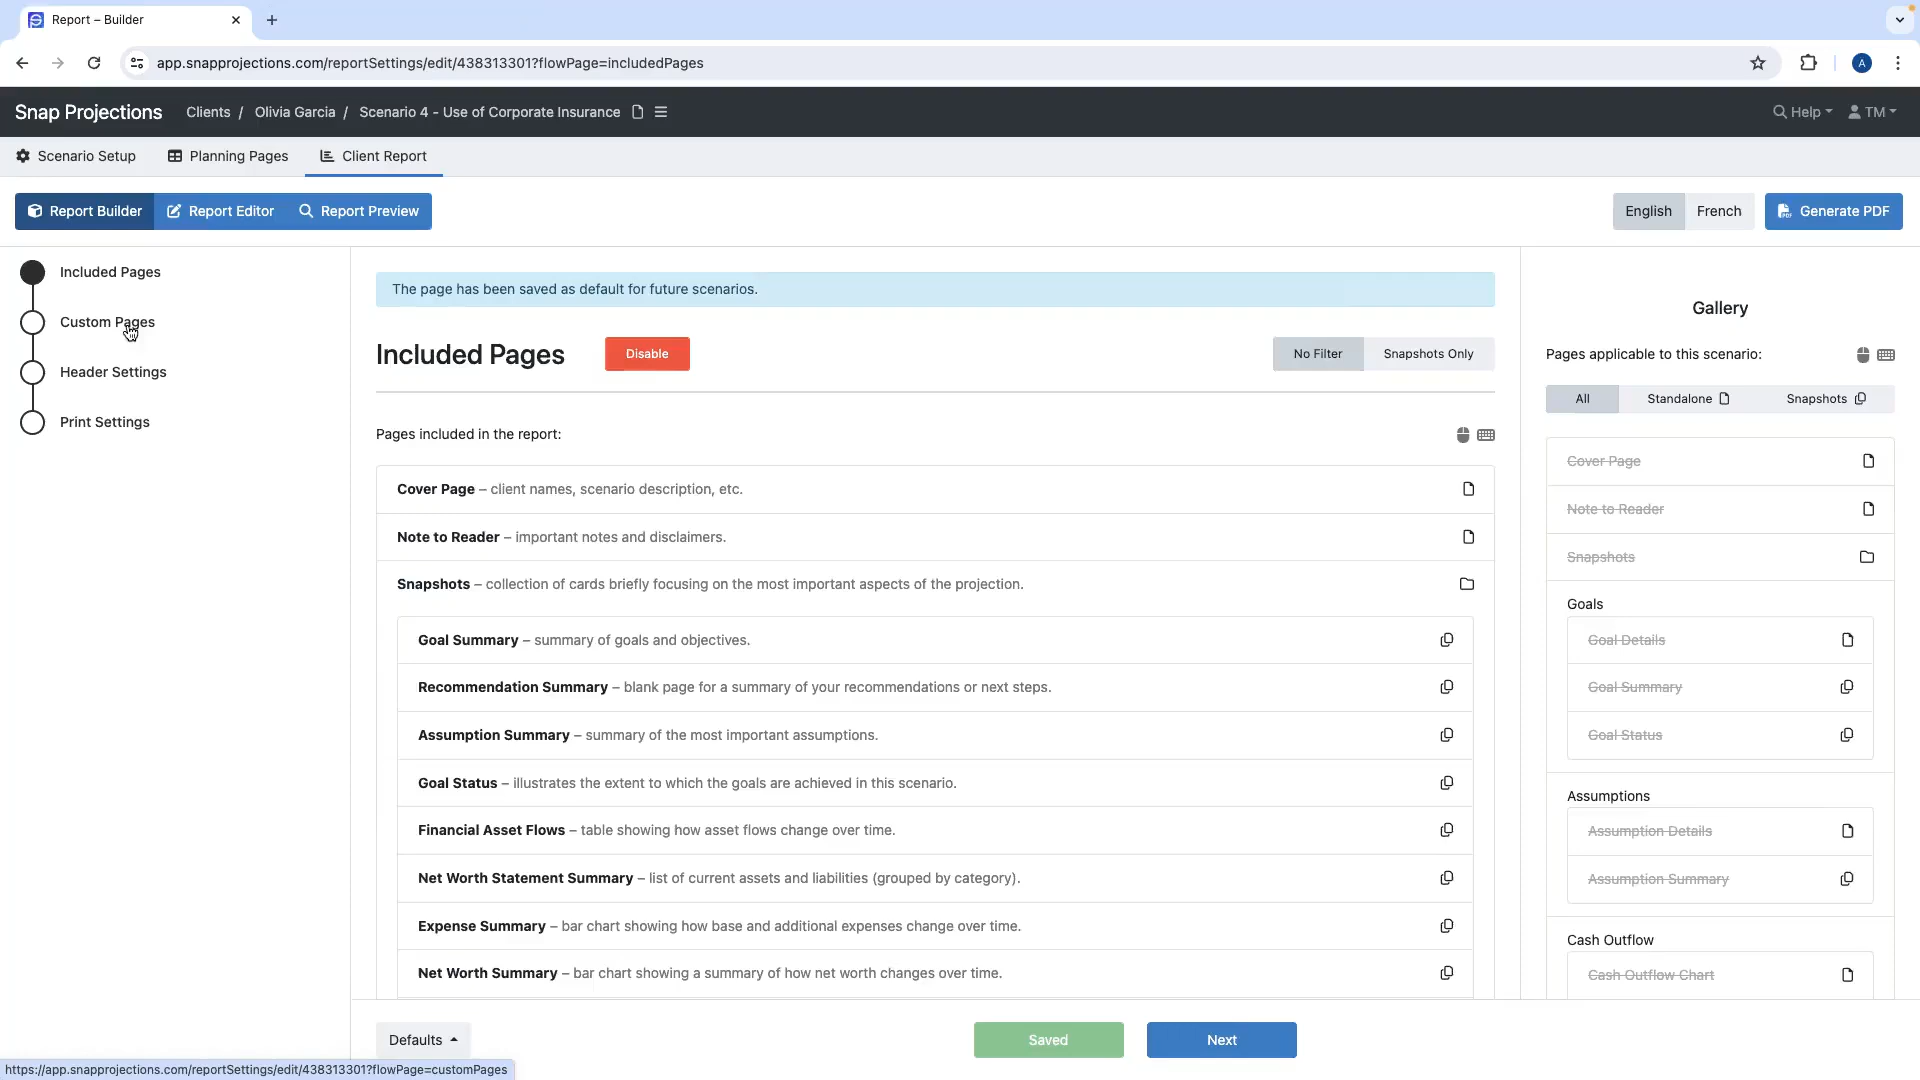 Report – Builder
app.snapprojections.com/reportSettings/edit/438313301?flowPage=includedPages
A
Snap Projections
Clients / Olivia Garcia / Scenario 4 - Use of Corporate Insurance
Help
TM
Scenario Setup
Planning Pages
Client Report
Report Builder
Report Editor
Report Preview
English
French
Generate PDF
Included Pages
Custom Pages
Header Settings
Print Settings
The page has been saved as default for future scenarios.
Included Pages
Disable
No Filter
Snapshots Only
Pages included in the report:
Cover Page – client names, scenario description, etc.
Note to Reader – important notes and disclaimers.
Snapshots – collection of cards briefly focusing on the most important aspects of the projection.
Goal Summary – summary of goals and objectives.
Recommendation Summary – blank page for a summary of your recommendations or next steps.
Assumption Summary – summary of the most important assumptions.
Goal Status – illustrates the extent to which the goals are achieved in this scenario.
Financial Asset Flows – table showing how asset flows change over time.
Net Worth Statement Summary – list of current assets and liabilities (grouped by category).
Expense Summary – bar chart showing how base and additional expenses change over time.
Net Worth Summary – bar chart showing a summary of how net worth changes over time.
Gallery
Pages applicable to this scenario:
All
Standalone
Snapshots
Cover Page
Note to Reader
Snapshots
Goals
Goal Details
Goal Summary
Goal Status
Assumptions
Assumption Details
Assumption Summary
Cash Outflow
Cash Outflow Chart
Defaults
Saved
Next
https://app.snapprojections.com/reportSettings/edit/438313301?flowPage=customPages